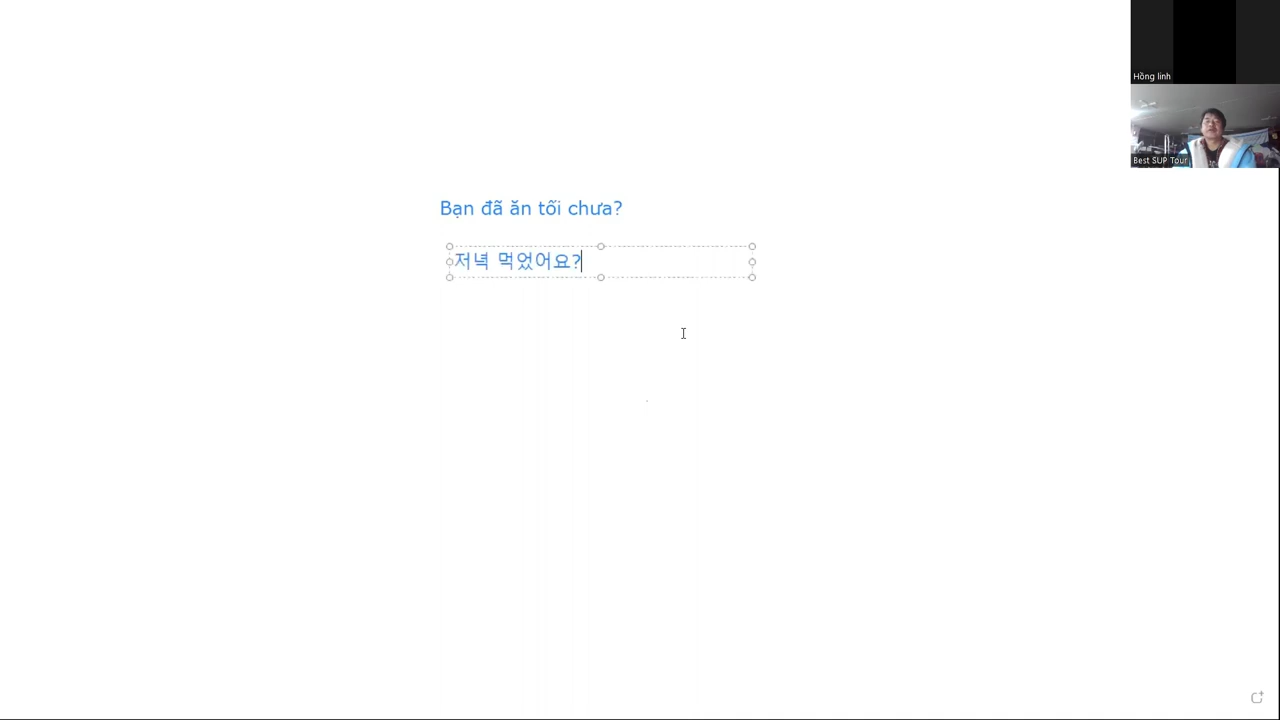 Hồng linh
Best SUP Tour
Bạn đã ăn tối chưa?
저녁 먹었어요?